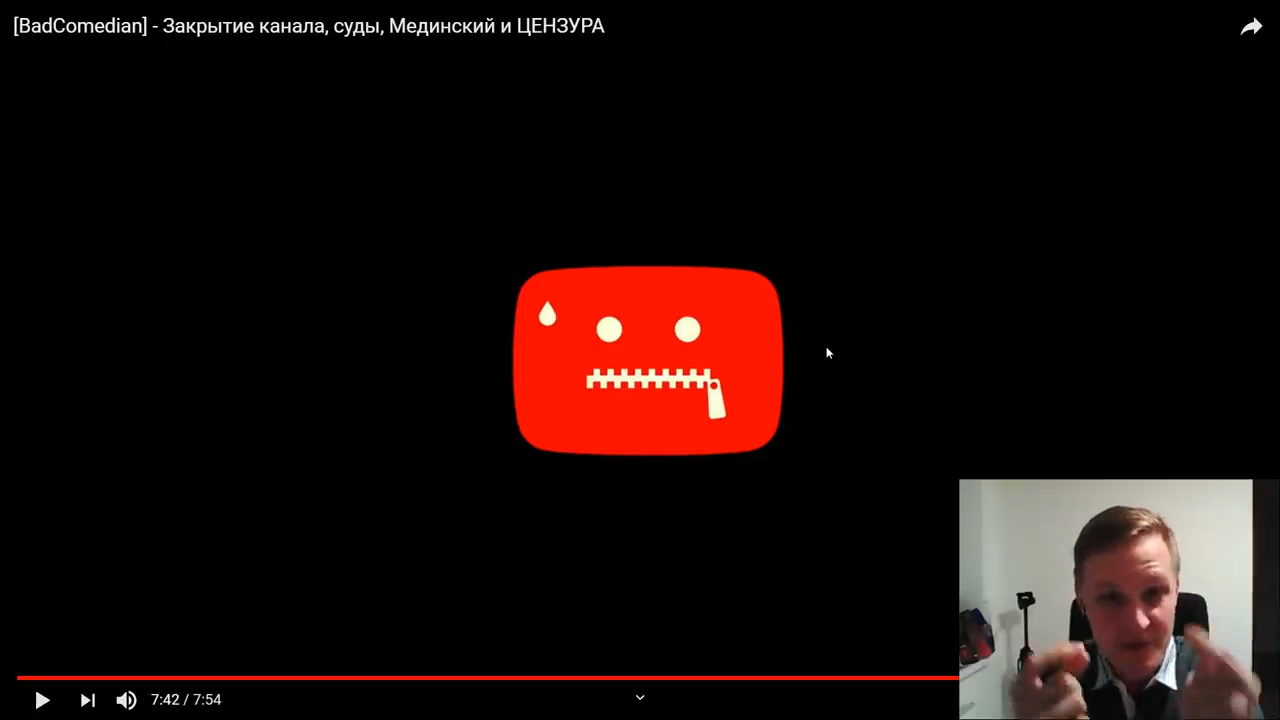 [BadComedian] - Закрытие канала, суды, Мединский и ЦЕНЗУРА
7:42 / 7:54